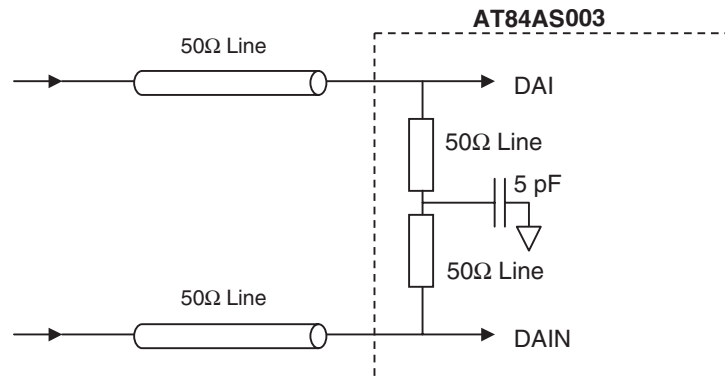 AT84AS003
50Ω Line
DAI
50Ω Line
5 pF
50Ω Line
50Ω Line
DAIN